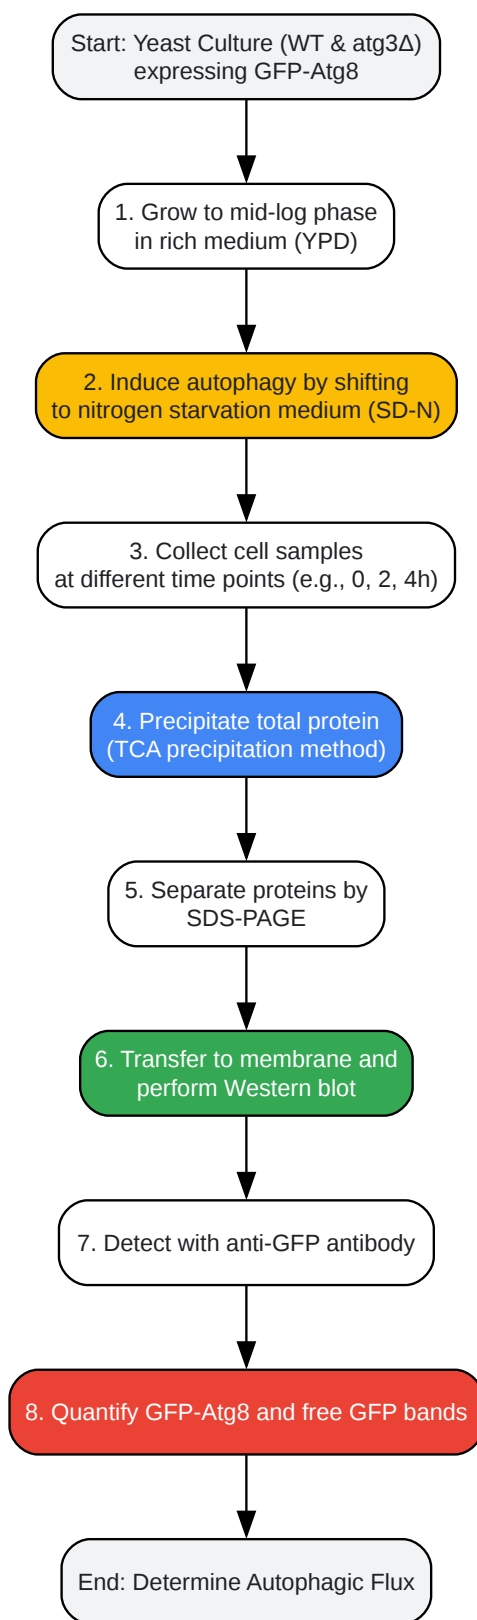 Start: Yeast Culture (WT & atg3Δ)
expressing GFP-Atg8
1. Grow to mid-log phase
in rich medium (YPD)
2. Induce autophagy by shifting
to nitrogen starvation medium (SD-N)
3. Collect cell samples
at different time points (e.g., 0, 2, 4h)
4. Precipitate total protein
(TCA precipitation method)
5. Separate proteins by
SDS-PAGE
6. Transfer to membrane and
perform Western blot
7. Detect with anti-GFP antibody
8. Quantify GFP-Atg8 and free GFP bands
End: Determine Autophagic Flux